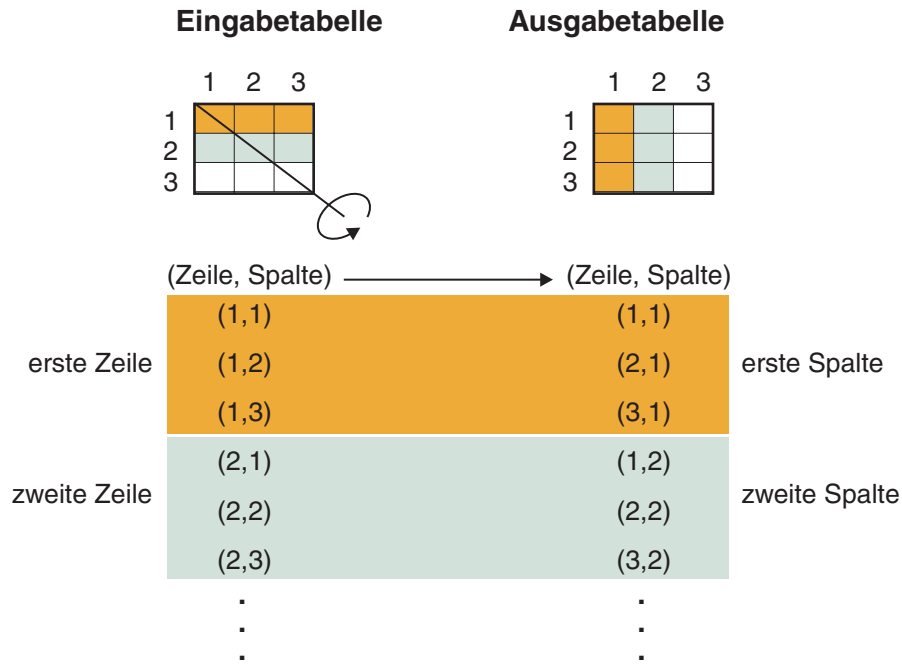 Eingabetabelle Ausgabetabelle
1 2 3 1 2 3
1 1
2 2
3 3
(Zeile, Spalte) (Zeile, Spalte)
(1,1) (1,1)
erste Zeile (1,2) (2,1) erste Spalte
(1,3) (3,1)
(2,1) (1,2)
zweite Zeile (2,2) (2,2) zweite Spalte
(2,3) (3,2)
. .
. .
. .